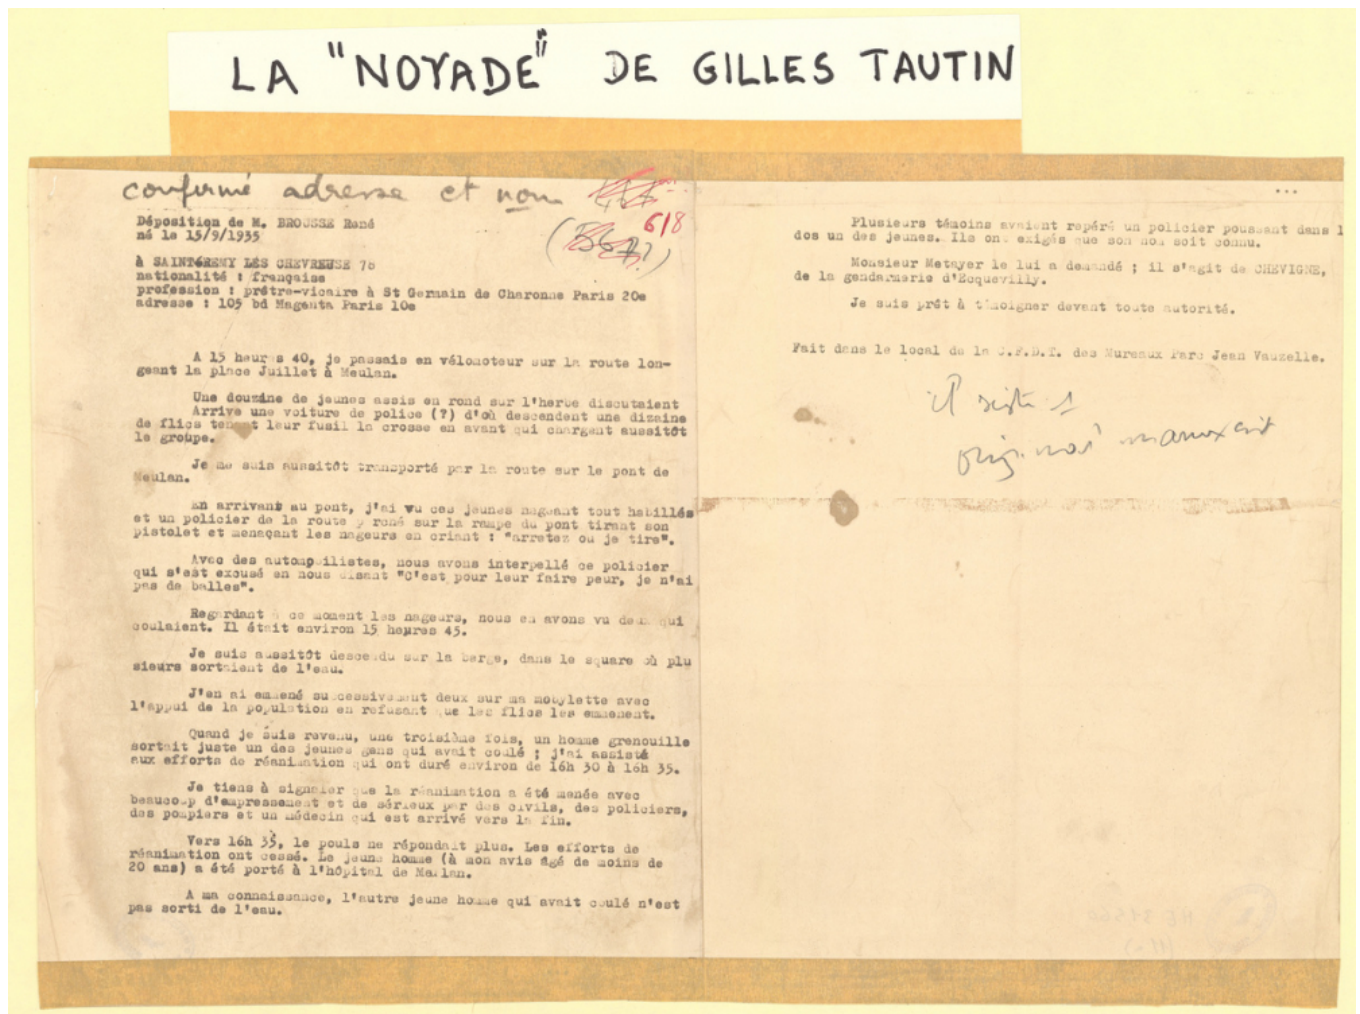 LA "NOYADE" DE GILLES TAUTIN
confirmé adresse et nom
618
Déposition de M. BROUSSE René
né le 15/9/1935
à SAINT-REMY LES CHEVREUSE 78
nationalité : française
profession : prêtre-vicaire à St Germain de Charonne Paris 20e
adresse : 105 bd Magenta Paris 10e
A 15 heures 40, je passais en vélomoteur sur la route lon-
geant la place Juillet à Meulan.
Une douzine de jeunes assis en rond sur l'herbe discutaient
Arrive une voiture de police (?) d'où descendent une dizaine
de flics tenant leur fusil la crosse en avant qui chargent aussitôt
le groupe.
Je me suis aussitôt transporté par la route sur le pont de
Meulan.
En arrivant au pont, j'ai vu ces jeunes nageant tout habillés
et un policier de la route p roné sur la rampe du pont tirant son
pistolet et menaçant les nageurs en criant : "arretez ou je tire".
Avec des automobilistes, nous avons interpellé ce policier
qui s'est excusé en nous disant "C'est pour leur faire peur, je n'ai
pas de balles".
Regardant à ce moment les nageurs, nous en avons vu deux qui
coulaient. Il était environ 15 heures 45.
Je suis aussitôt descendu sur la berge, dans le square où plu
sieurs sortaient de l'eau.
J'en ai emmené successivement deux sur ma mobylette avec
l'appui de la population en refusant que les flics les emmenent.
Quand je suis revenu, une troisième fois, un homme grenouille
sortait juste un des jeunes gens qui avait coulé ; j'ai assisté
aux efforts de réanimation qui ont duré environ de 16h 30 à 16h 35.
Je tiens à signaler que la réanimation a été menée avec
beaucoup d'empressement et de sérieux par des civils, des policiers,
des pompiers et un médecin qui est arrivé vers la fin.
Vers 16h 35, le pouls ne répondait plus. Les efforts de
réanimation ont cessé. Le jeune homme (à mon avis âgé de moins de
20 ans) a été porté à l'hôpital de Meulan.
A ma connaissance, l'autre jeune homme qui avait coulé n'est
pas sorti de l'eau.
...
Plusieurs témoins avaient repéré un policier poussant dans l
dos un des jeunes. Ils ont exigés que son nom soit connu.
Monsieur Metayer le lui a demandé ; il s'agit de CHEVIGNE,
de la gendarmerie d'Ecquevilly.
Je suis prêt à témoigner devant toute autorité.
Fait dans le local de la C.F.D.T. des Mureaux Parc Jean Vauzelle.
original manuscrit